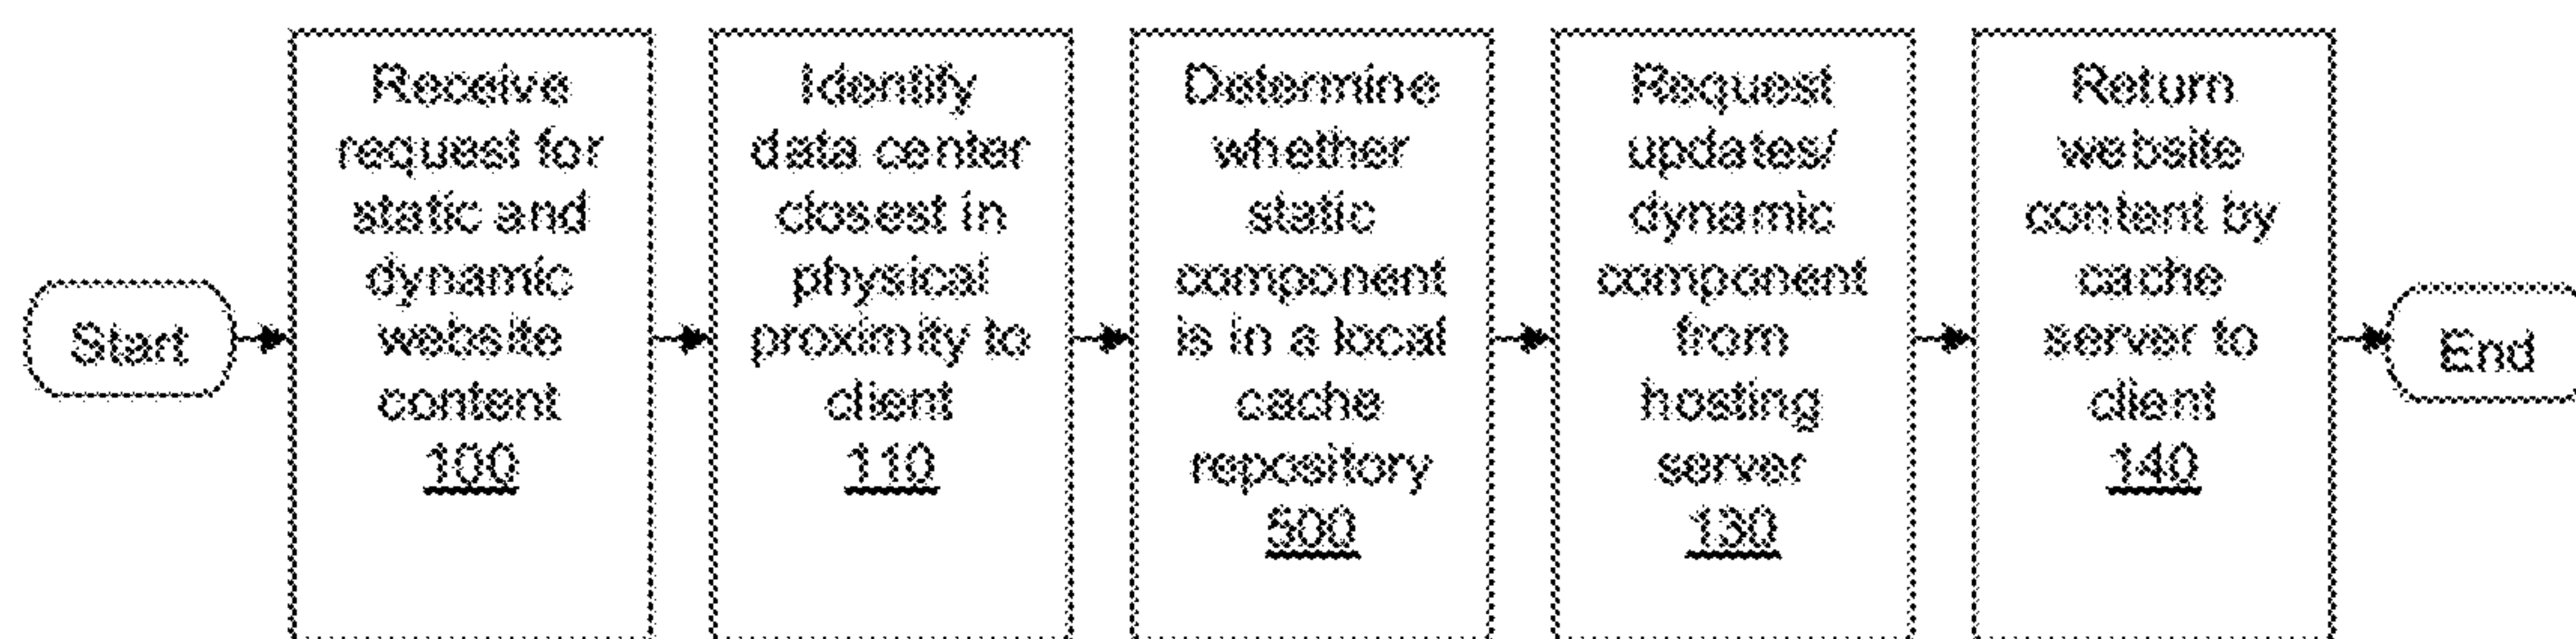 Start
Receive
request for
static and
dynamic
website
content
100
Identify
data center
closest in
physical
proximity to
client
110
Determine
whether
static
component
is in a local
cache
repository
500
Request
updates/
dynamic
component
from
hosting
server
130
Return
website
content by
cache
server to
client
140
End